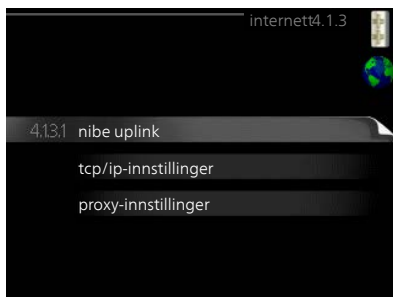 internett4.1.3
4.1.3.1 nibe uplink
tcp/ip-innstillinger
proxy-innstillinger